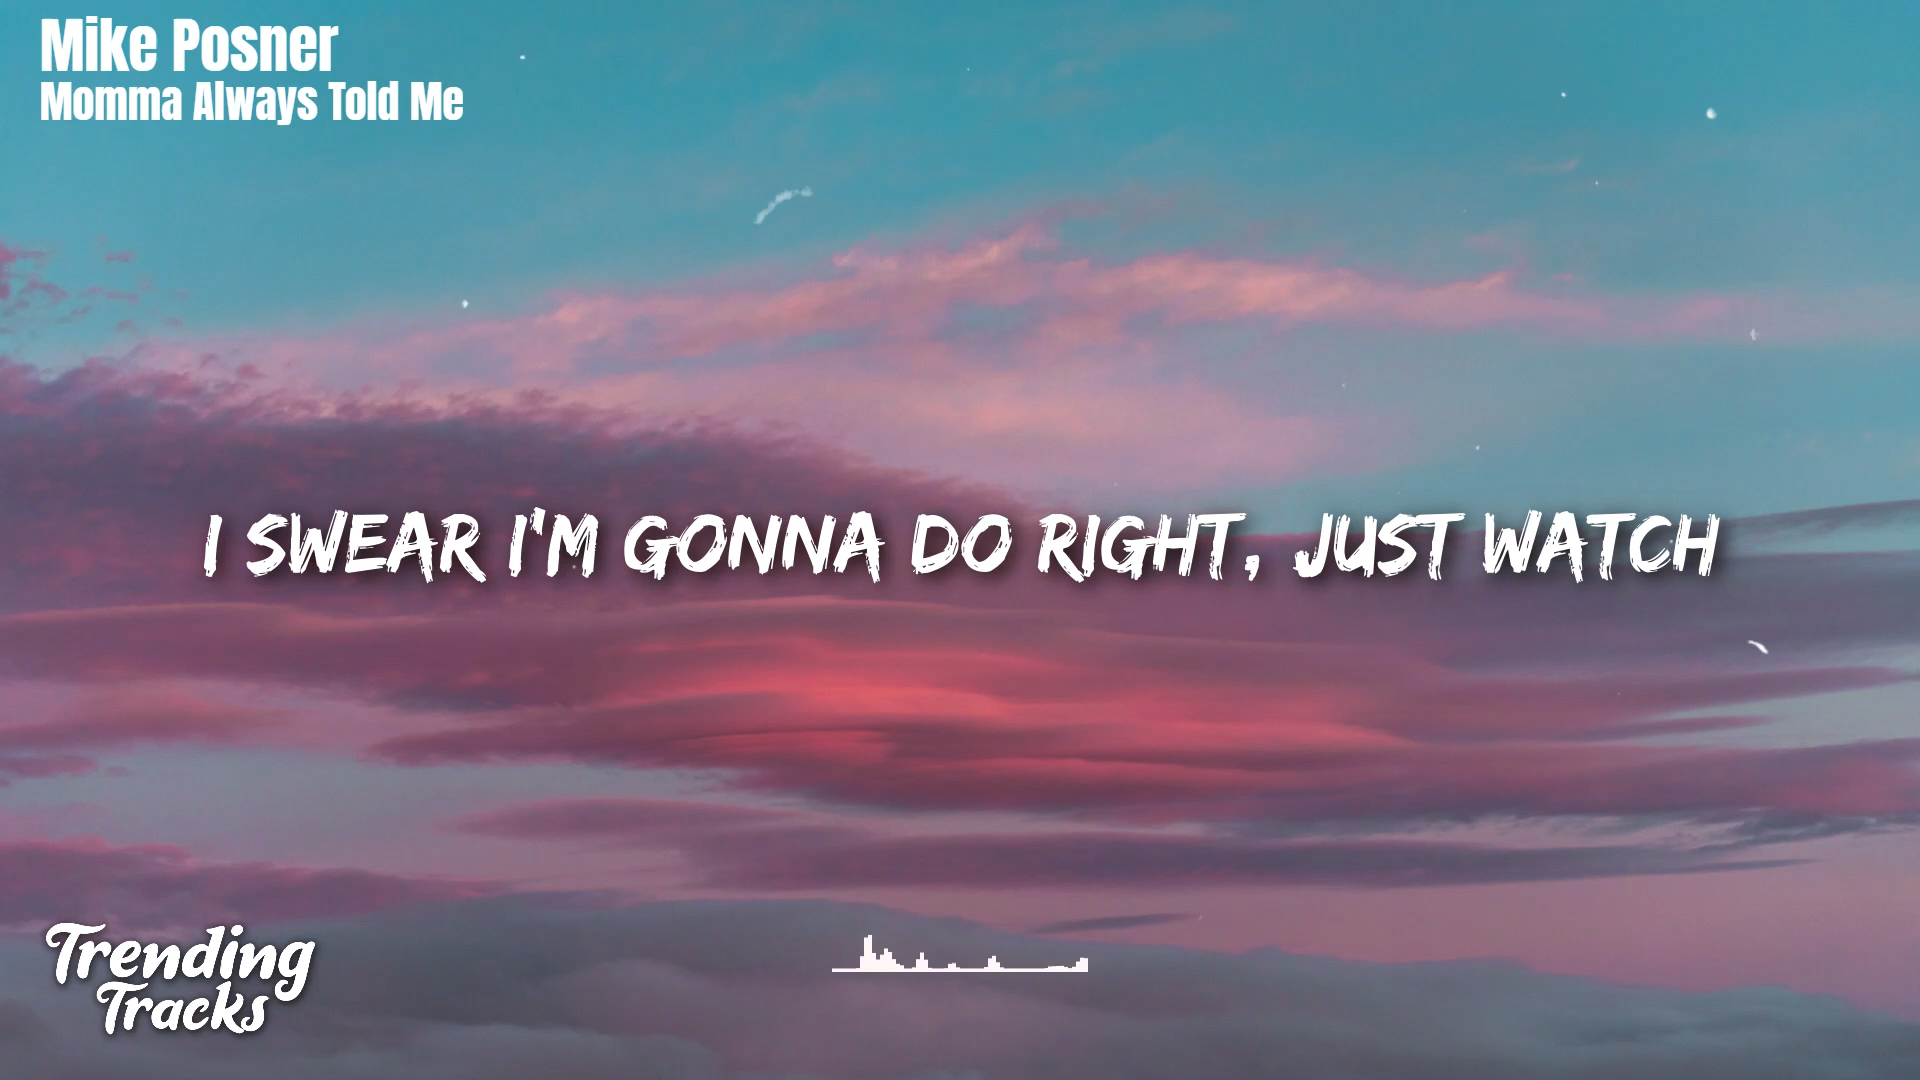 Mike Posner
Momma Always Told Me
I SWEAR I'M GONNA DO RIGHT, JUST WATCH
Trending
Tracks